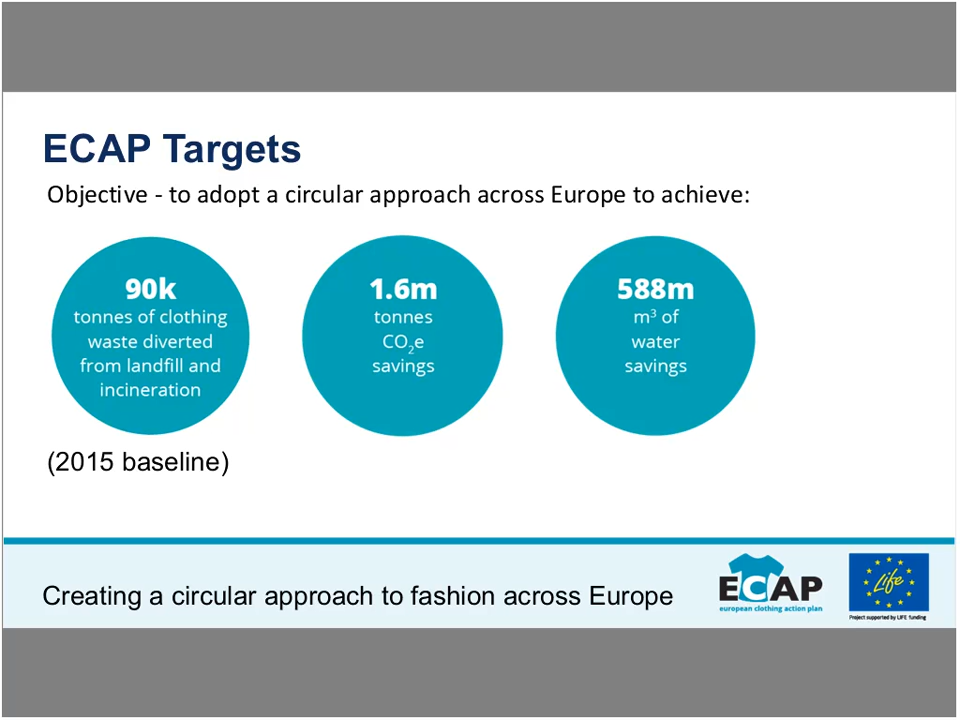 ECAP Targets
Objective - to adopt a circular approach across Europe to achieve:
90k
tonnes of clothing
waste diverted
from landfill and
incineration
1.6m
tonnes
CO₂e
savings
588m
m³ of
water
savings
(2015 baseline)
Creating a circular approach to fashion across Europe
ECAP
european clothing action plan
Life
Project supported by LIFE funding